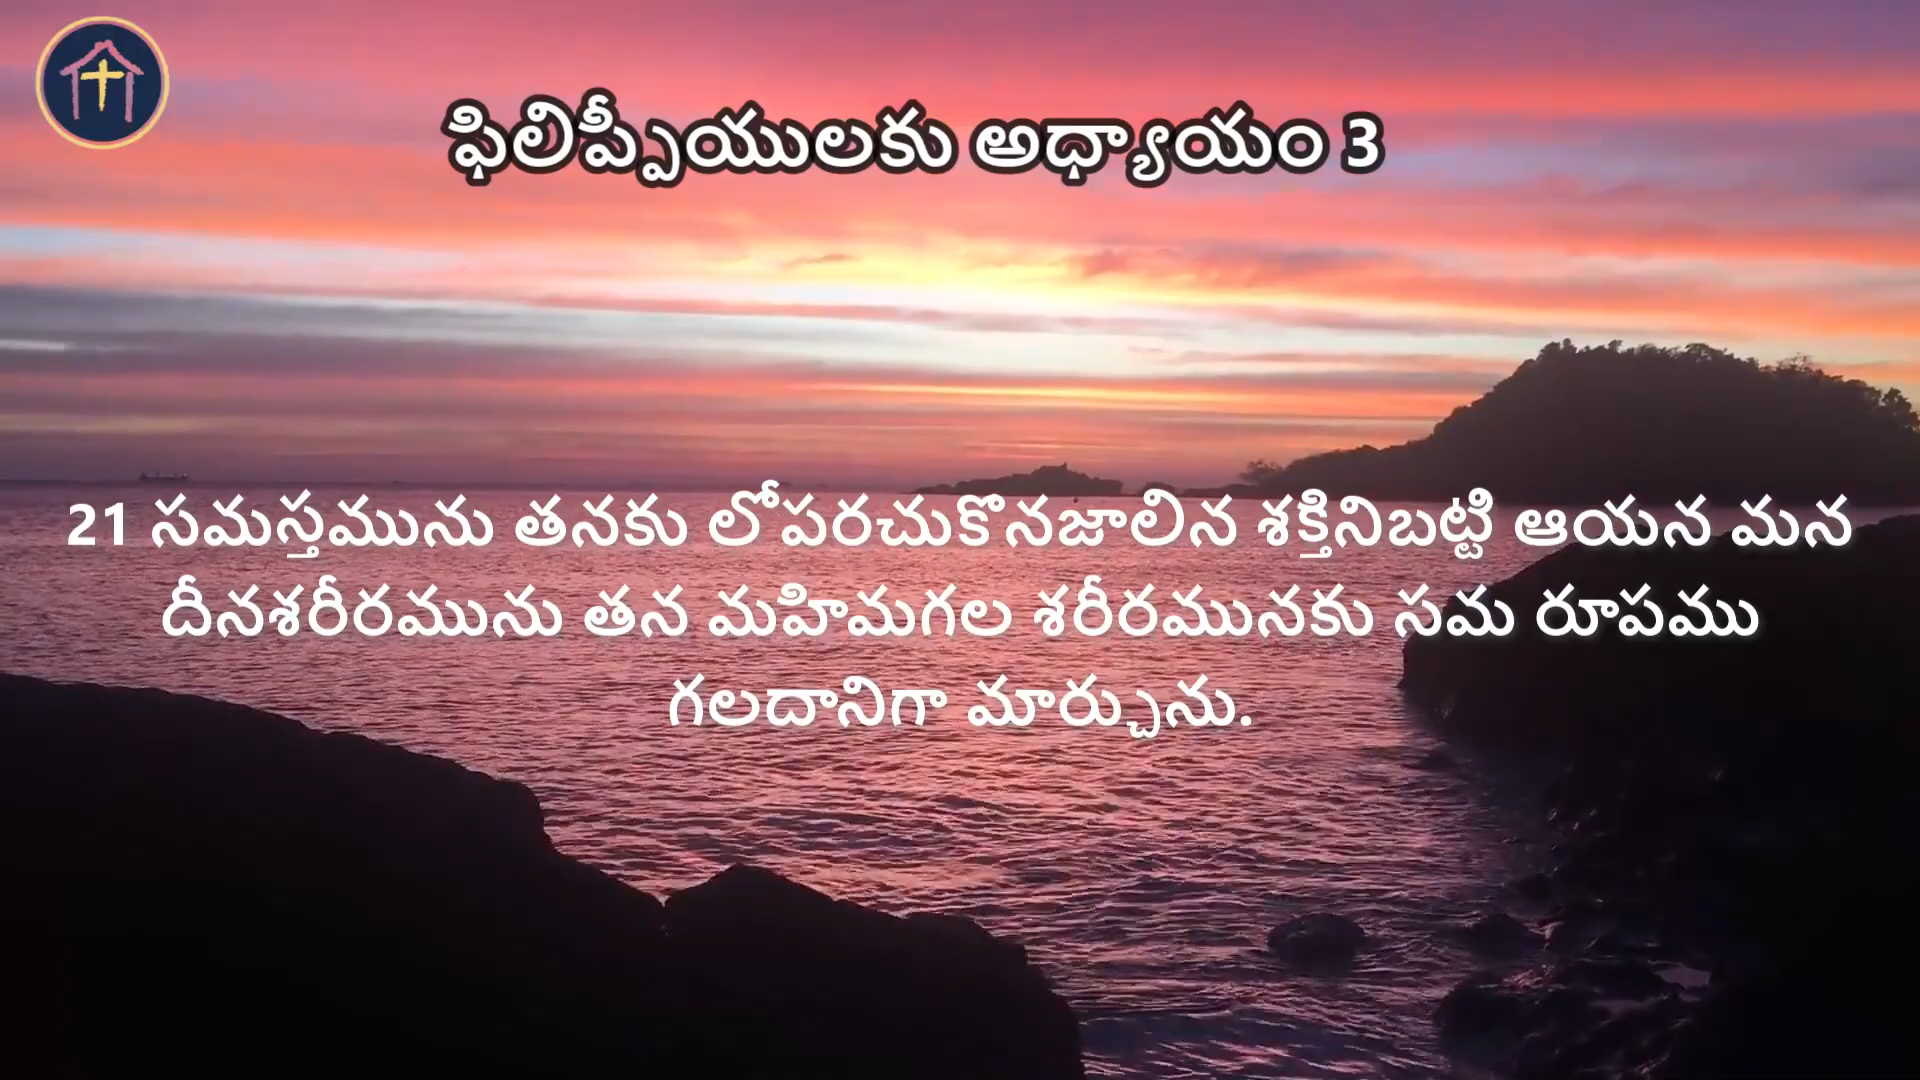 ఫిలిప్పీయులకు అధ్యాయం 3
21 సమస్తమును తనకు లోపరచుకొనజాలిన శక్తినిబట్టి ఆయన మన
దీనశరీరమును తన మహిమగల శరీరమునకు సమ రూపము
గలదానిగా మార్చును.